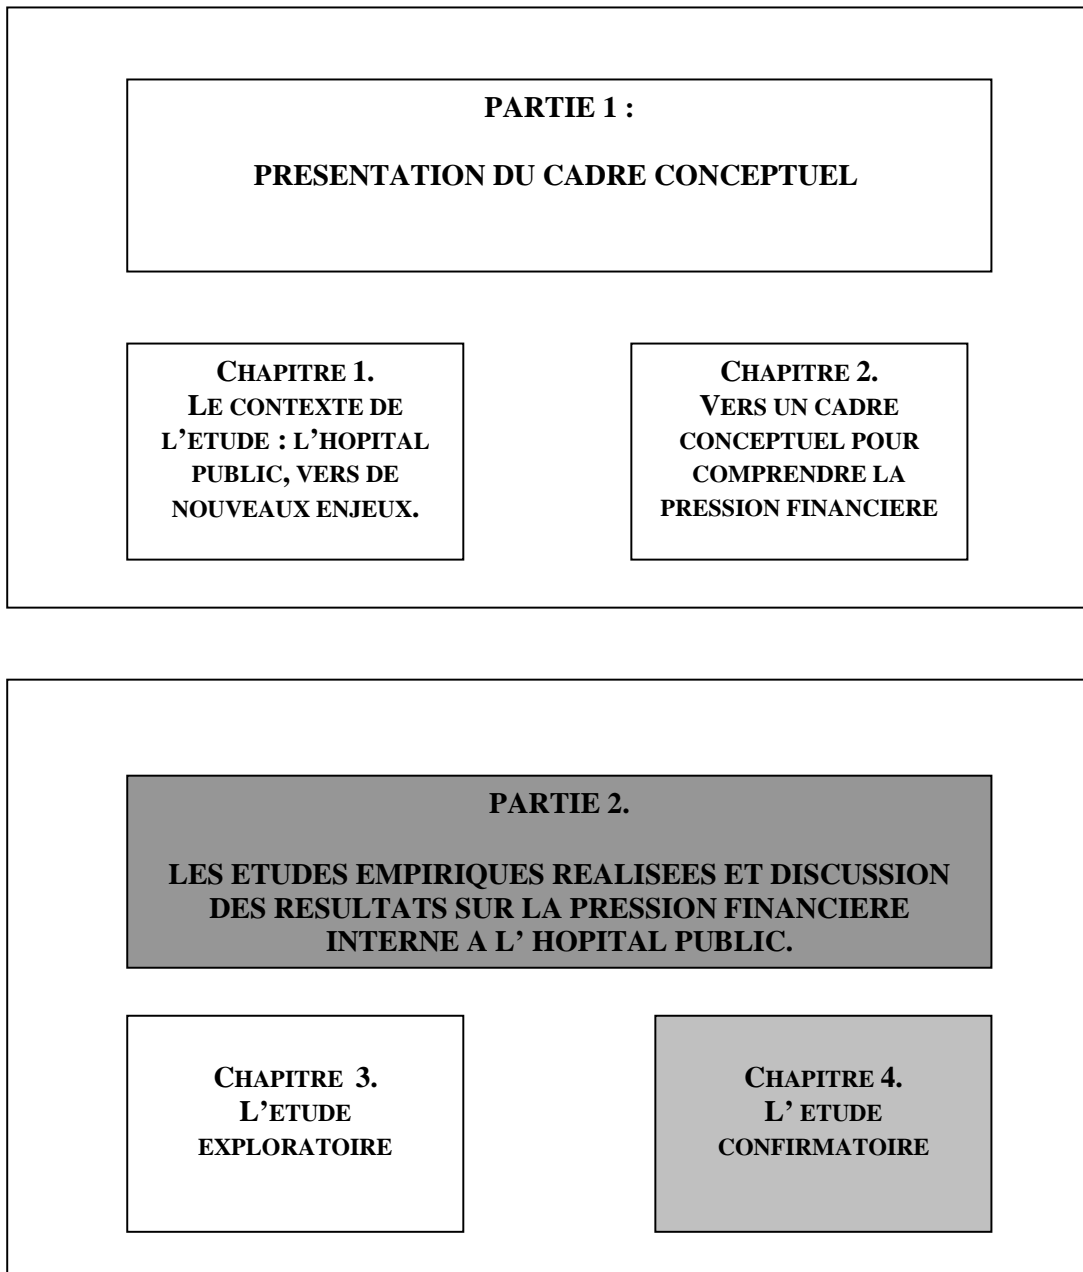 PARTIE 1 :
PRESENTATION DU CADRE CONCEPTUEL
CHAPITRE 1.
LE CONTEXTE DE
L’ETUDE : L’HOPITAL
PUBLIC, VERS DE
NOUVEAUX ENJEUX.
CHAPITRE 2.
VERS UN CADRE
CONCEPTUEL POUR
COMPRENDRE LA
PRESSION FINANCIERE
PARTIE 2.
LES ETUDES EMPIRIQUES REALISEES ET DISCUSSION
DES RESULTATS SUR LA PRESSION FINANCIERE
INTERNE A L’ HOPITAL PUBLIC.
CHAPITRE 3.
L’ETUDE
EXPLORATOIRE
CHAPITRE 4.
L’ ETUDE
CONFIRMATOIRE